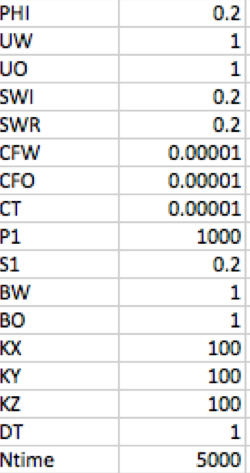 PHI 0.2
UW 1
UO 1
SWI 0.2
SWR 0.2
CFW 0.00001
CFO 0.00001
CT 0.00001
P1 1000
S1 0.2
BW 1
BO 1
KX 100
KY 100
KZ 100
DT 1
Ntime 5000